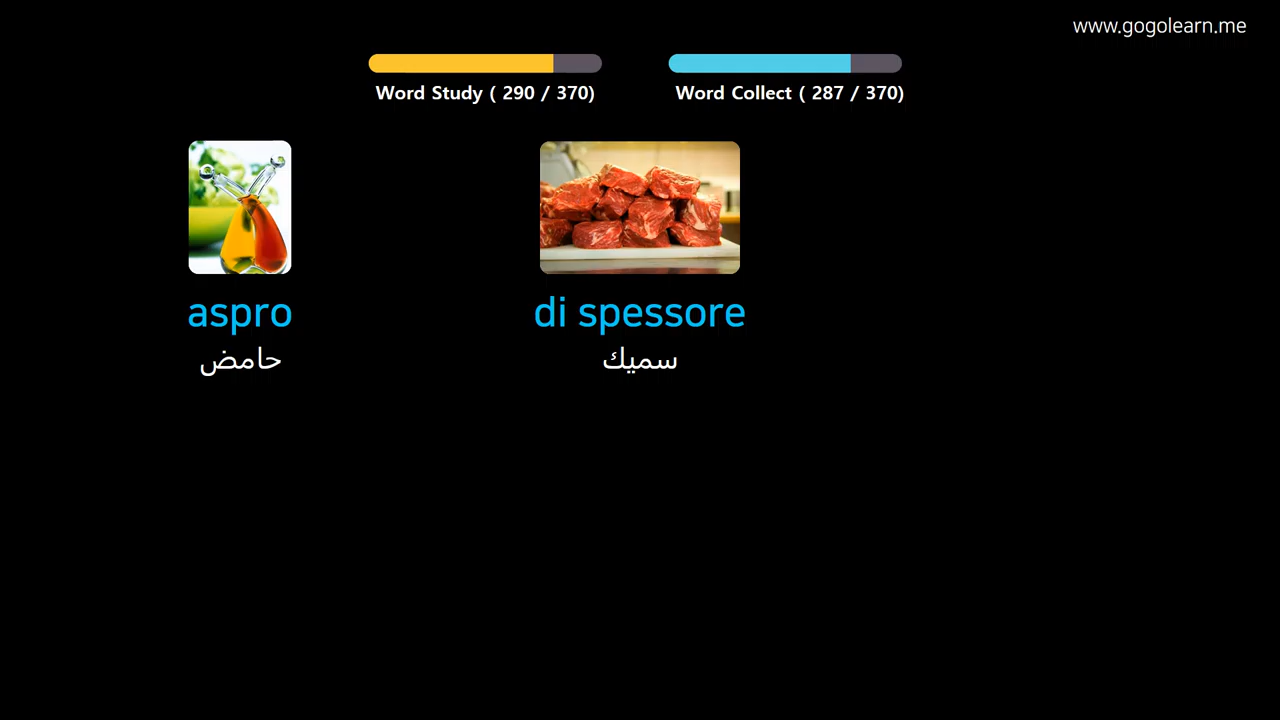 www.gogolearn.me
Word Study ( 290 / 370)
Word Collect ( 287 / 370)
aspro
di spessore
حامض
سميك